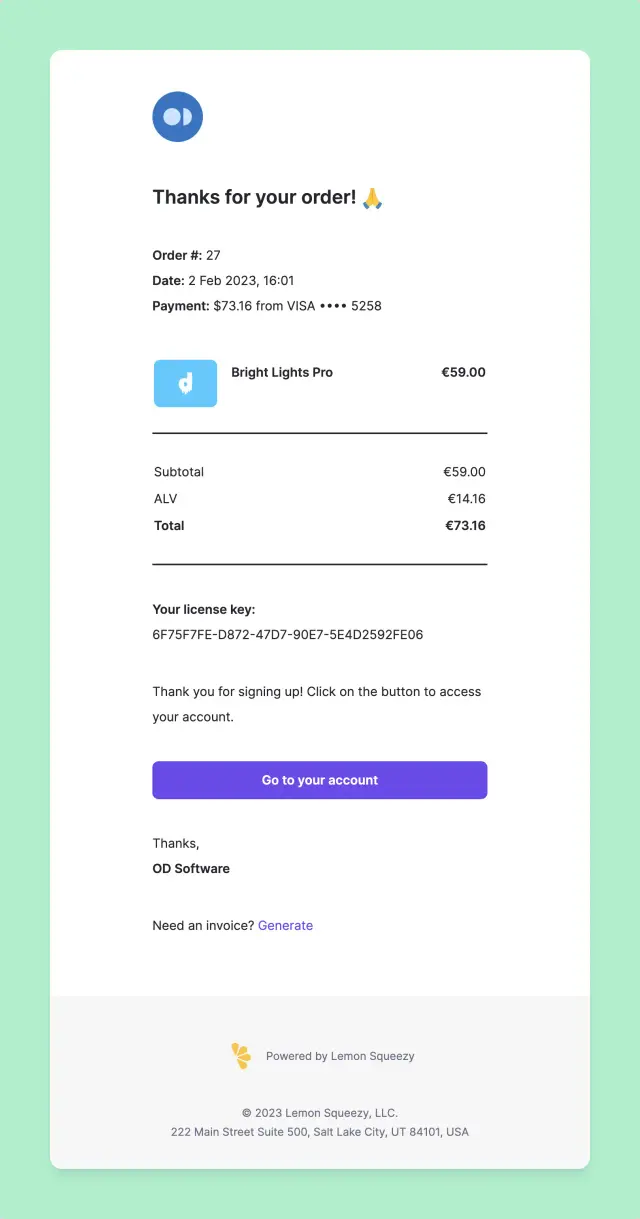 Thanks for your order! 🙏
Order #: 27
Date: 2 Feb 2023, 16:01
Payment: $73.16 from VISA •••• 5258
d Bright Lights Pro €59.00
Subtotal €59.00
ALV €14.16
Total €73.16
Your license key:
6F75F7FE-D872-47D7-90E7-5E4D2592FE06
Thank you for signing up! Click on the button to access
your account.
Go to your account
Thanks,
OD Software
Need an invoice? Generate
Powered by Lemon Squeezy
© 2023 Lemon Squeezy, LLC.
222 Main Street Suite 500, Salt Lake City, UT 84101, USA